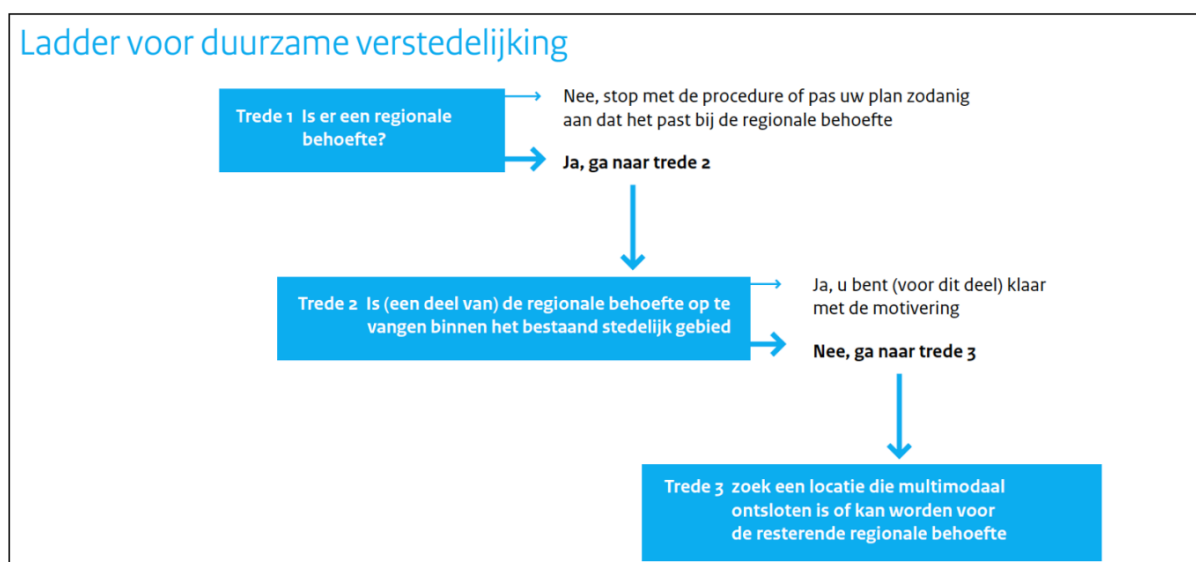 Ladder voor duurzame verstedelijking
Trede 1 Is er een regionale
behoefte?
Nee, stop met de procedure of pas uw plan zodanig
aan dat het past bij de regionale behoefte
Ja, ga naar trede 2
Trede 2 Is (een deel van) de regionale behoefte op te
vangen binnen het bestaand stedelijk gebied
Ja, u bent (voor dit deel) klaar
met de motivering
Nee, ga naar trede 3
Trede 3 zoek een locatie die multimodaal
ontsloten is of kan worden voor
de resterende regionale behoefte